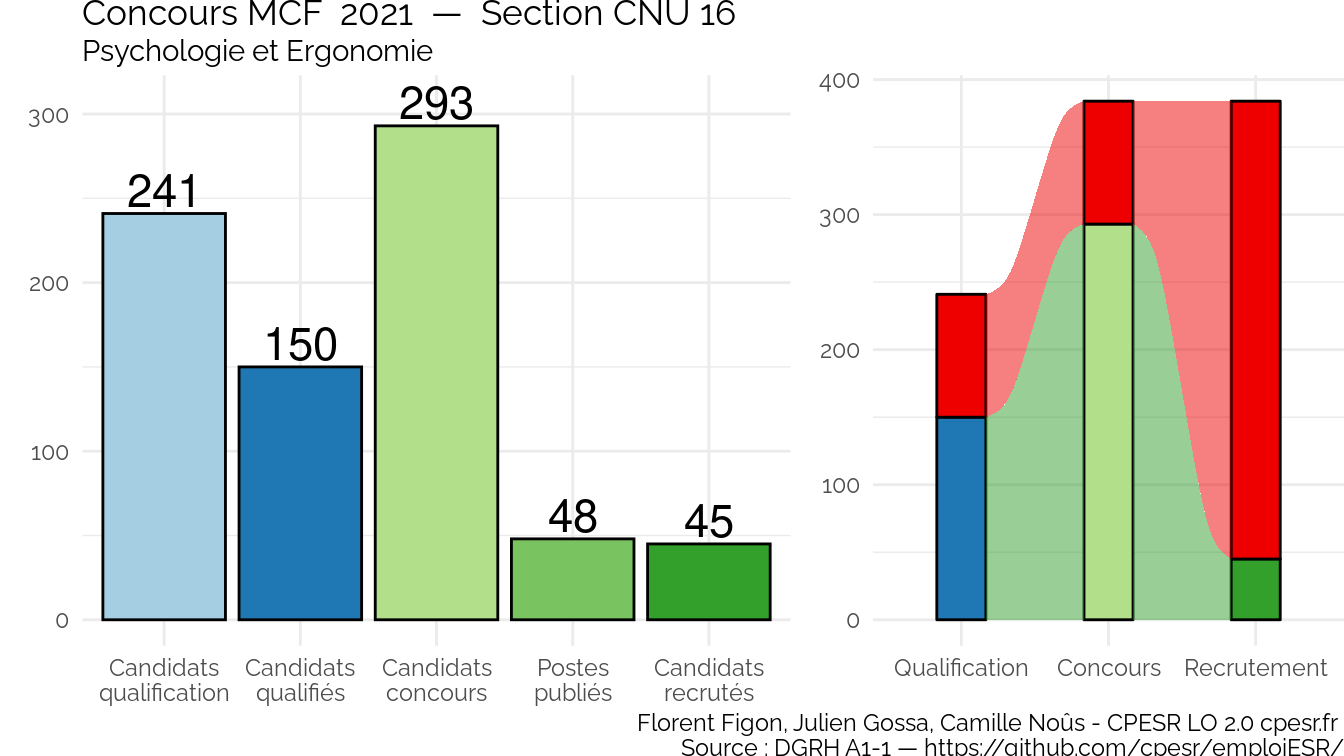 Concours MCF 2021 — Section CNU 16
Psychologie et Ergonomie
300
200
100
0
241
150
293
48
45
Candidats qualification
Candidats qualifiés
Candidats concours
Postes publiés
Candidats recrutés
400
300
200
100
0
Qualification
Concours
Recrutement
Florent Figon, Julien Gossa, Camille Noûs - CPESR LO 2.0 cpesr.fr
Source : DGRH A1-1 — https://github.com/cpesr/emploiESR/